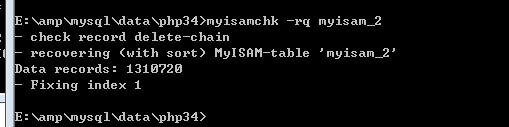 E:\amp\mysql\data\php34>myisamchk -rq myisam_2
- check record delete-chain
- recovering (with sort) MyISAM-table 'myisam_2'
Data records: 1310720
- Fixing index 1
E:\amp\mysql\data\php34>